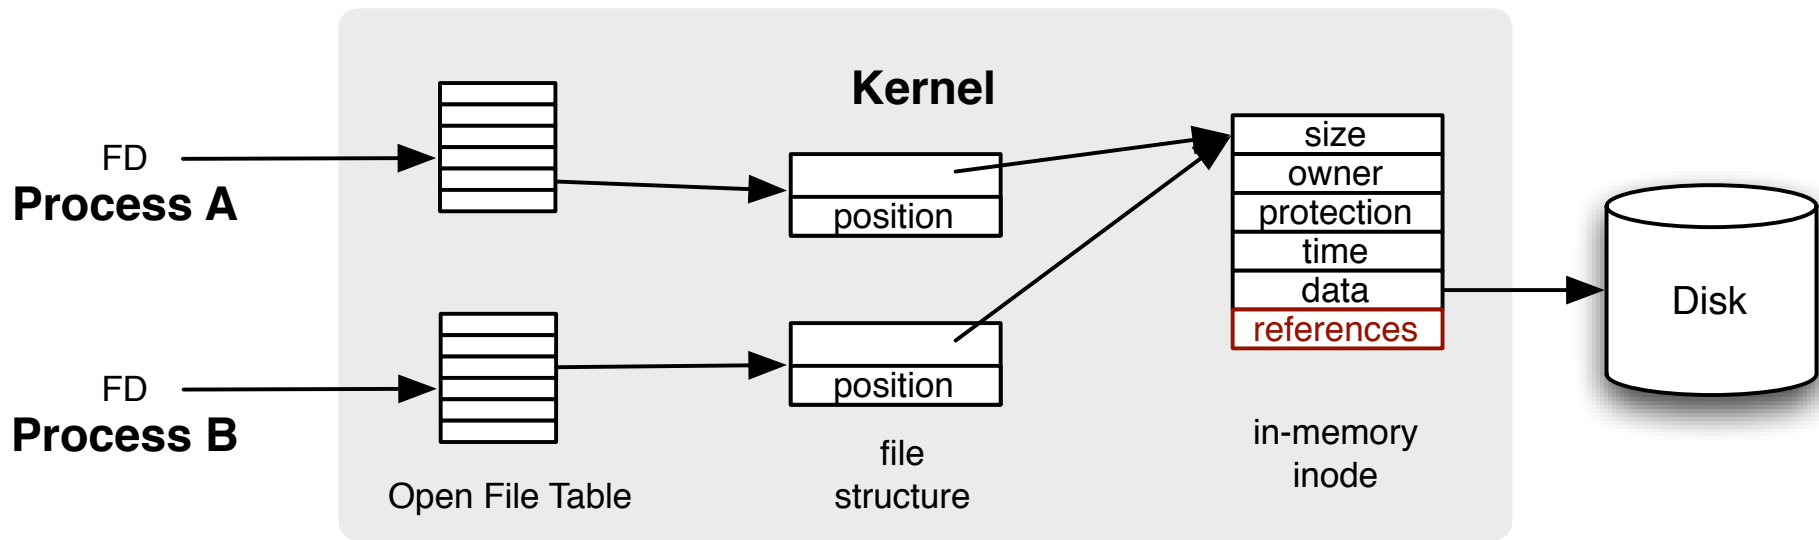 Kernel
FD
Process A
position
size
owner
protection
time
data
references
Disk
FD
Process B
position
Open File Table
file
structure
in-memory
inode